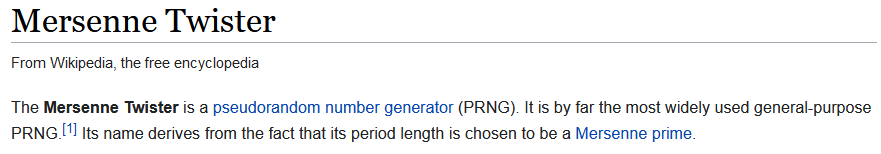 Mersenne Twister
From Wikipedia, the free encyclopedia
The Mersenne Twister is a pseudorandom number generator (PRNG). It is by far the most widely used general-purpose
PRNG.[1] Its name derives from the fact that its period length is chosen to be a Mersenne prime.